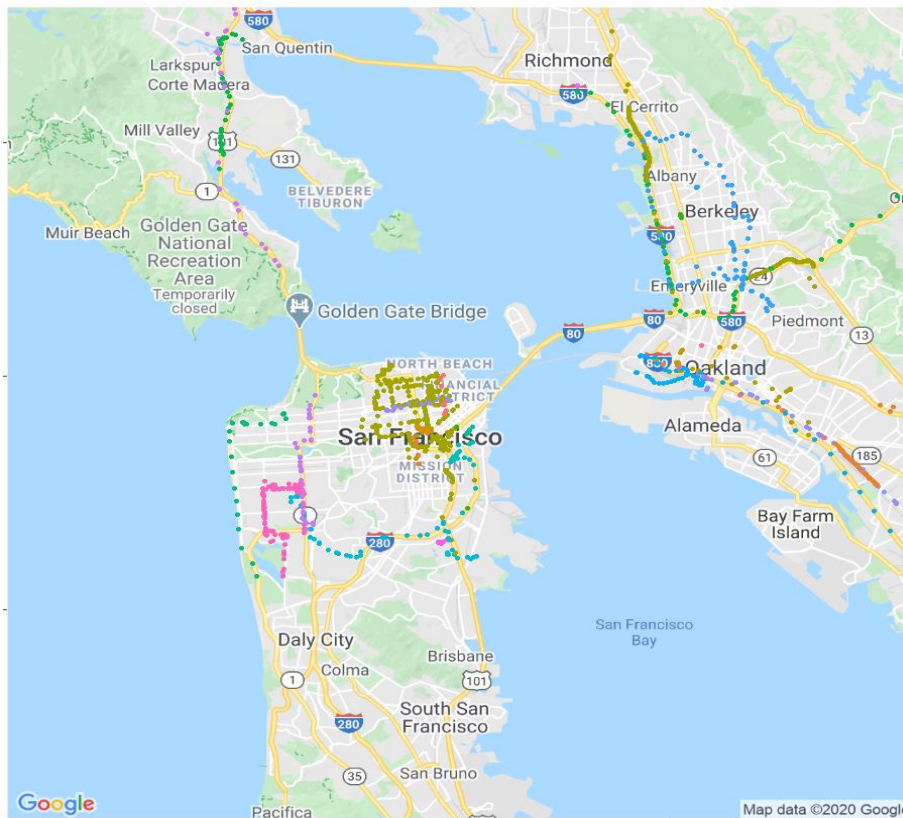 580
San Quentin
Larkspur
Corte Madera
Richmond
580
El Cerrito
Mill Valley
101
131
1
BELVEDERE
TIBURON
Albany
Berkeley
Muir Beach
Golden Gate
National
Recreation
Area
Temporarily
closed
580
24
Emeryville
Golden Gate Bridge
80
80
580
Piedmont
13
NORTH BEACH
FINANCIAL
DISTRICT
880
Oakland
San Francisco
Alameda
MISSION
DISTRICT
61
185
Bay Farm
Island
280
San Francisco
Bay
Daly City
Brisbane
Colma
1
101
South San
Francisco
280
35
San Bruno
Google
Pacifica
Map data ©2020 Google